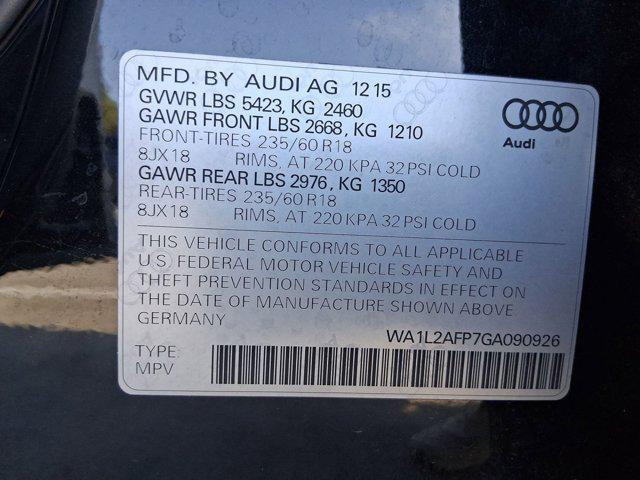 MFD. BY AUDI AG 12 15
GVWR LBS 5423, KG 2460
GAWR FRONT LBS 2668, KG 1210
FRONT-TIRES 235/60 R18
8JX18 RIMS, AT 220 KPA 32 PSI COLD
GAWR REAR LBS 2976, KG 1350
REAR-TIRES 235/60 R18
8JX18 RIMS, AT 220 KPA 32 PSI COLD
Audi
THIS VEHICLE CONFORMS TO ALL APPLICABLE
U.S FEDERAL MOTOR VEHICLE SAFETY AND
THEFT PREVENTION STANDARDS IN EFFECT ON
THE DATE OF MANUFACTURE SHOWN ABOVE.
GERMANY
WA1L2AFP7GA090926
TYPE:
MPV